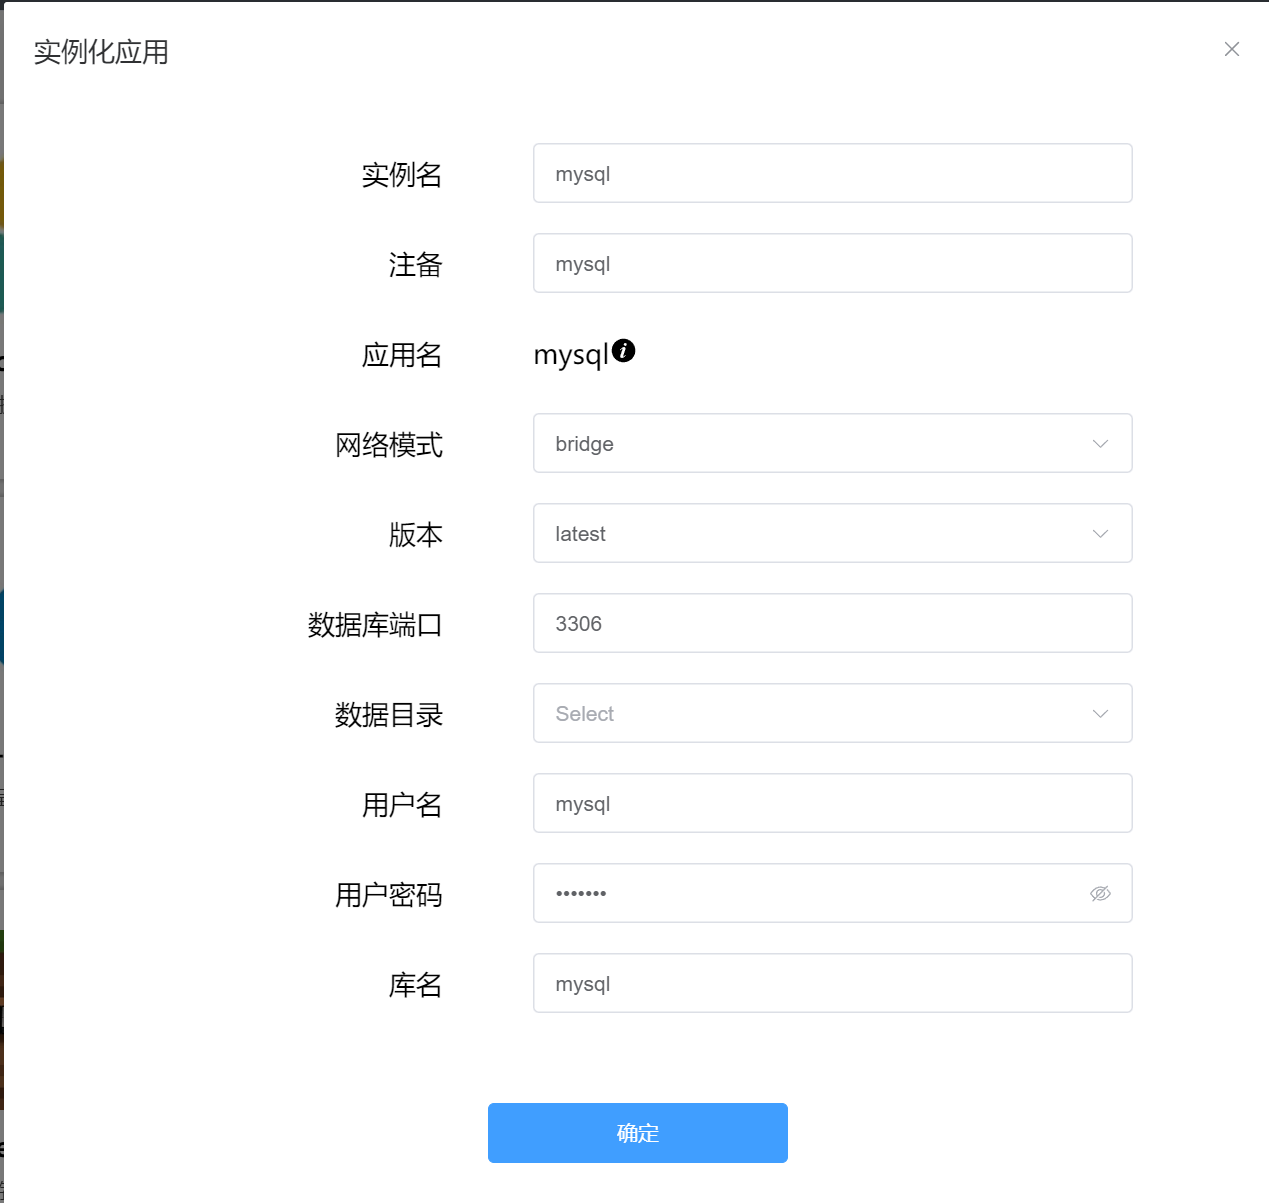 实例化应用
实例名 mysql
注备 mysql
应用名 mysql
网络模式 bridge
版本 latest
数据库端口 3306
数据目录 Select
用户名 mysql
用户密码 •••••••
库名 mysql
确定